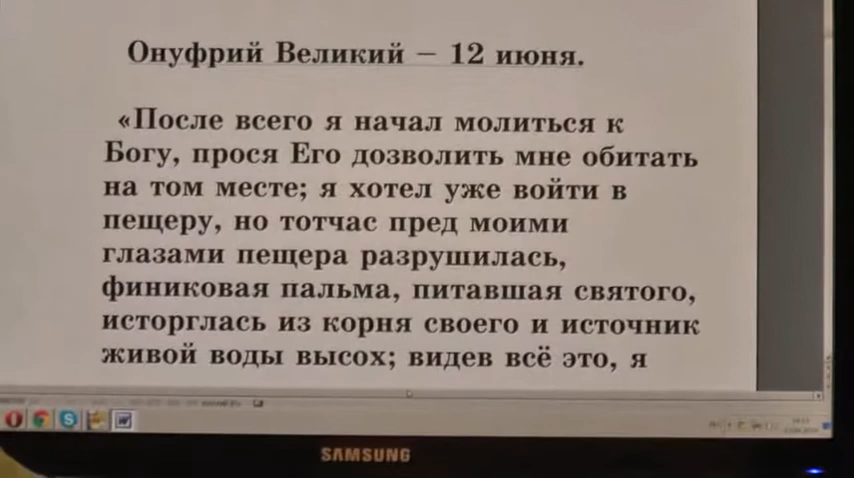 Онуфрий Великий – 12 июня.
«После всего я начал молиться к
Богу, прося Его дозволить мне обитать
на том месте; я хотел уже войти в
пещеру, но тотчас пред моими
глазами пещера разрушилась,
финиковая пальма, питавшая святого,
исторглась из корня своего и источник
живой воды высох; видев всё это, я
SAMSUNG